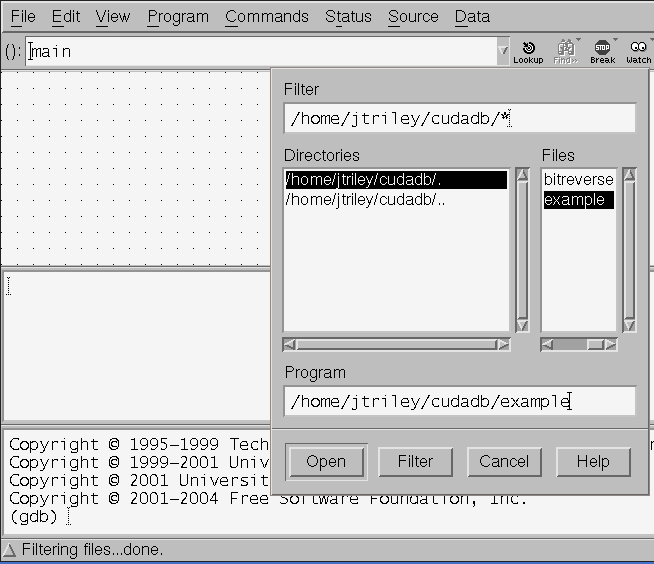 File Edit View Program Commands Status Source Data
(): main
Lookup Find» Break Watch
Filter
/home/jtriley/cudadb/*
Directories Files
/home/jtriley/cudadb/. bitreverse
/home/jtriley/cudadb/.. example
Program
/home/jtriley/cudadb/example
Open Filter Cancel Help
Copyright © 1995-1999 Tech
Copyright © 1999-2001 Univ
Copyright © 2001 Universit
Copyright © 2001-2004 Free Software Foundation, Inc.
(gdb)
Filtering files...done.